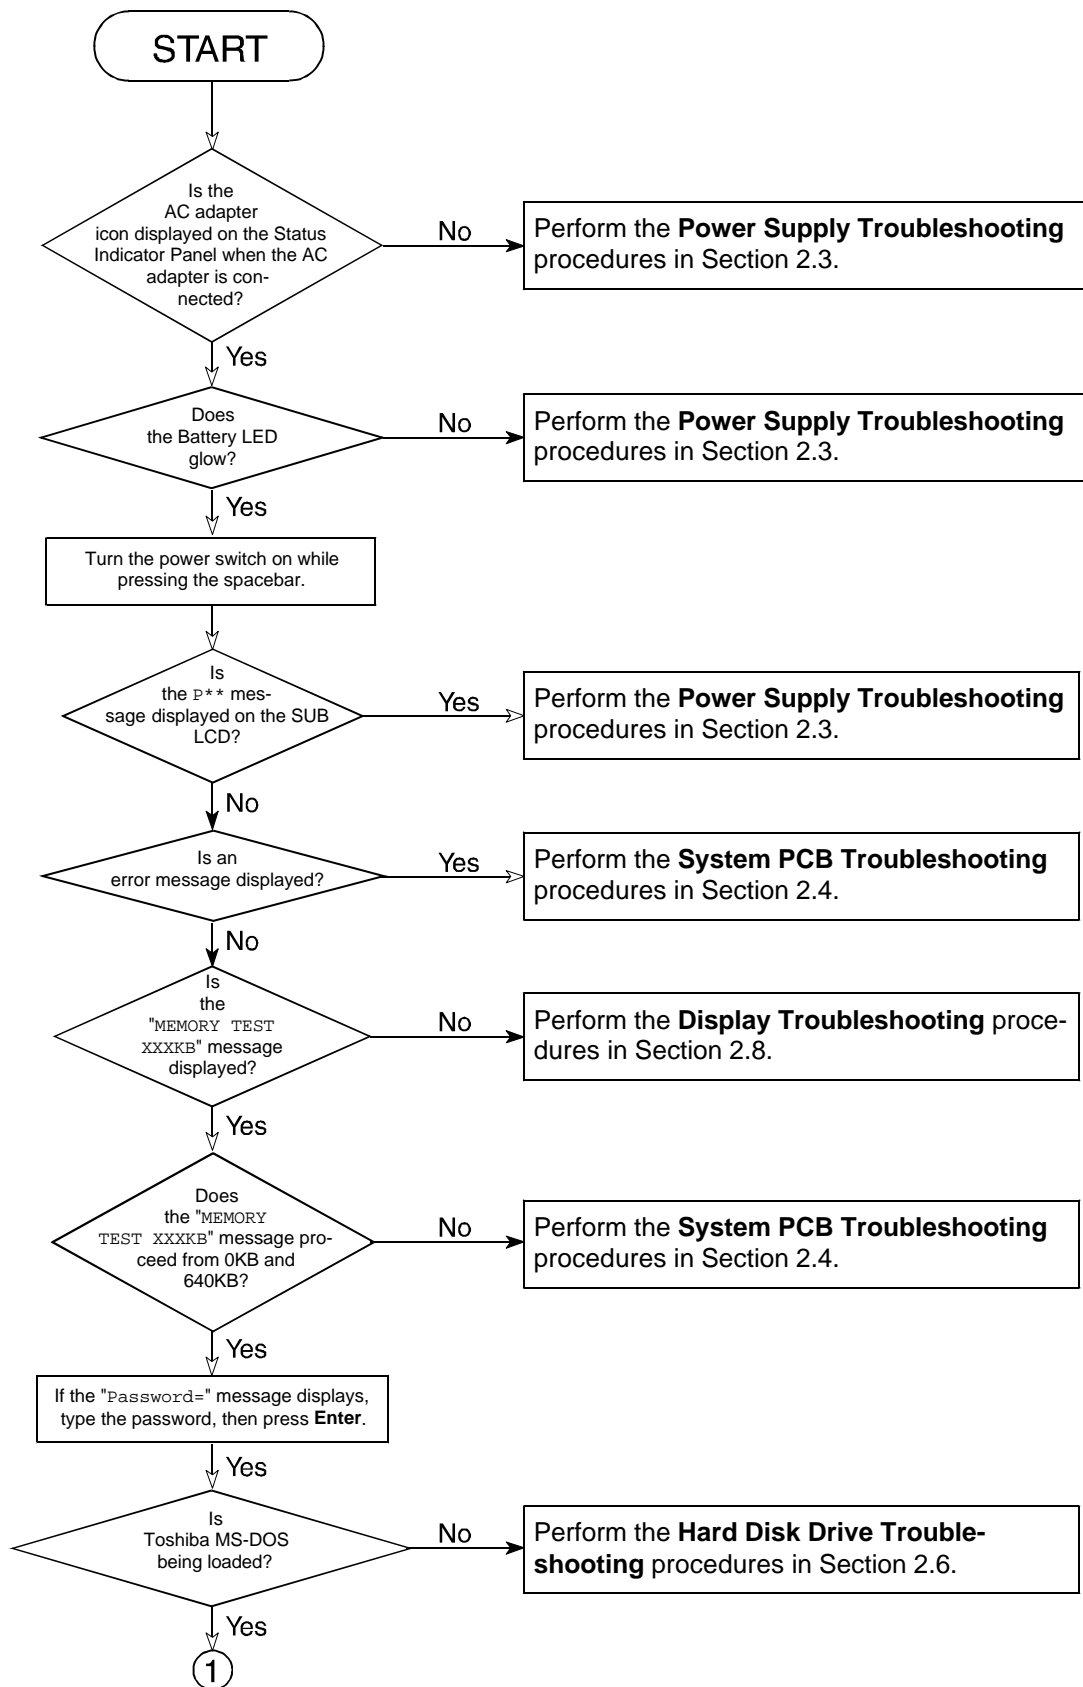 START
Is the
AC adapter
icon displayed on the Status
Indicator Panel when the AC
adapter is con-
nected?
No
Perform the Power Supply Troubleshooting
procedures in Section 2.3.
Yes
Does
the Battery LED
glow?
No
Perform the Power Supply Troubleshooting
procedures in Section 2.3.
Yes
Turn the power switch on while
pressing the spacebar.
Is
the P** mes-
sage displayed on the SUB
LCD?
Yes
Perform the Power Supply Troubleshooting
procedures in Section 2.3.
No
Is an
error message displayed?
Yes
Perform the System PCB Troubleshooting
procedures in Section 2.4.
No
Is
the
"MEMORY TEST
XXXKB" message
displayed?
No
Perform the Display Troubleshooting proce-
dures in Section 2.8.
Yes
Does
the "MEMORY
TEST XXXKB" message pro-
ceed from 0KB and
640KB?
No
Perform the System PCB Troubleshooting
procedures in Section 2.4.
Yes
If the "Password=" message displays,
type the password, then press Enter.
Yes
Is
Toshiba MS-DOS
being loaded?
No
Perform the Hard Disk Drive Trouble-
shooting procedures in Section 2.6.
Yes
1